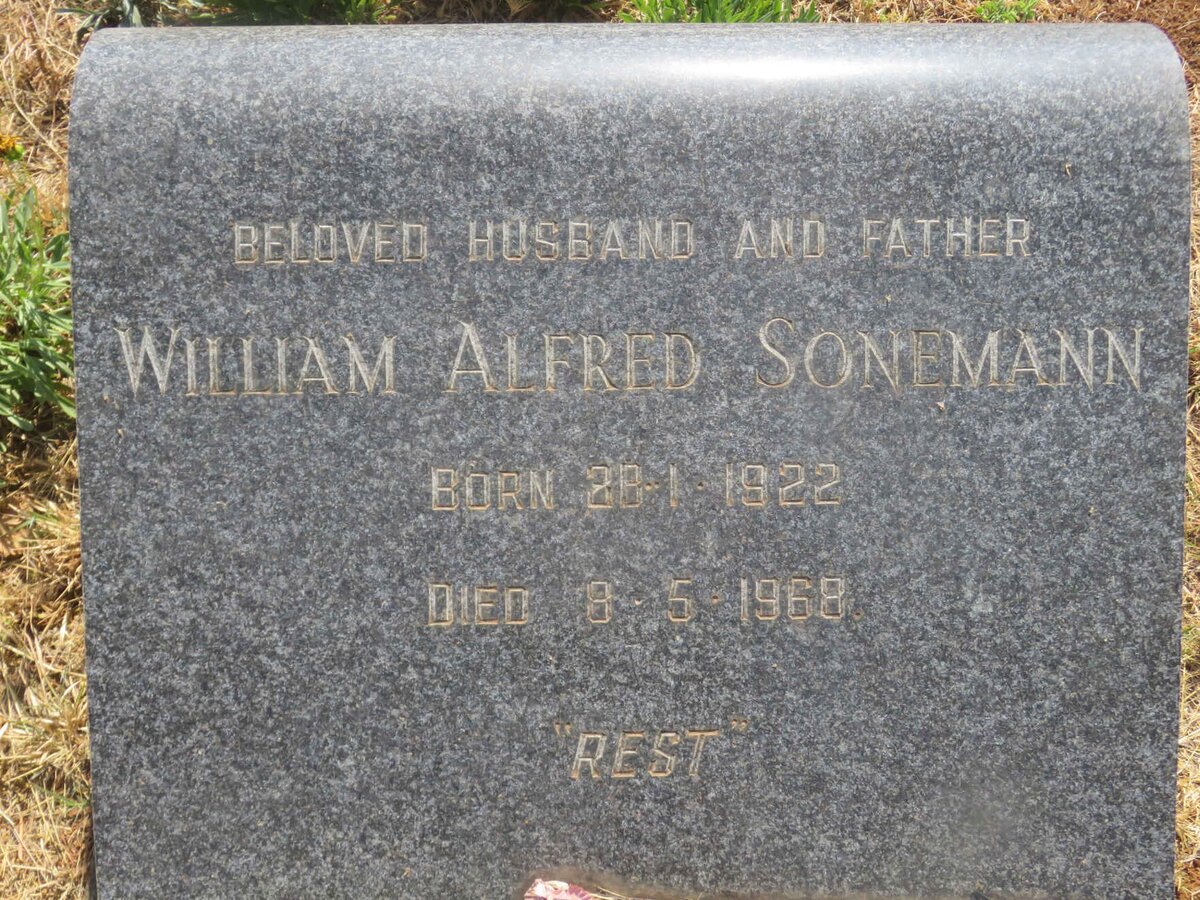 BELOVED HUSBAND AND FATHER
WILLIAM ALFRED SONEMANN
BORN 28·1·1922
DIED 8·5·1968.
"REST"